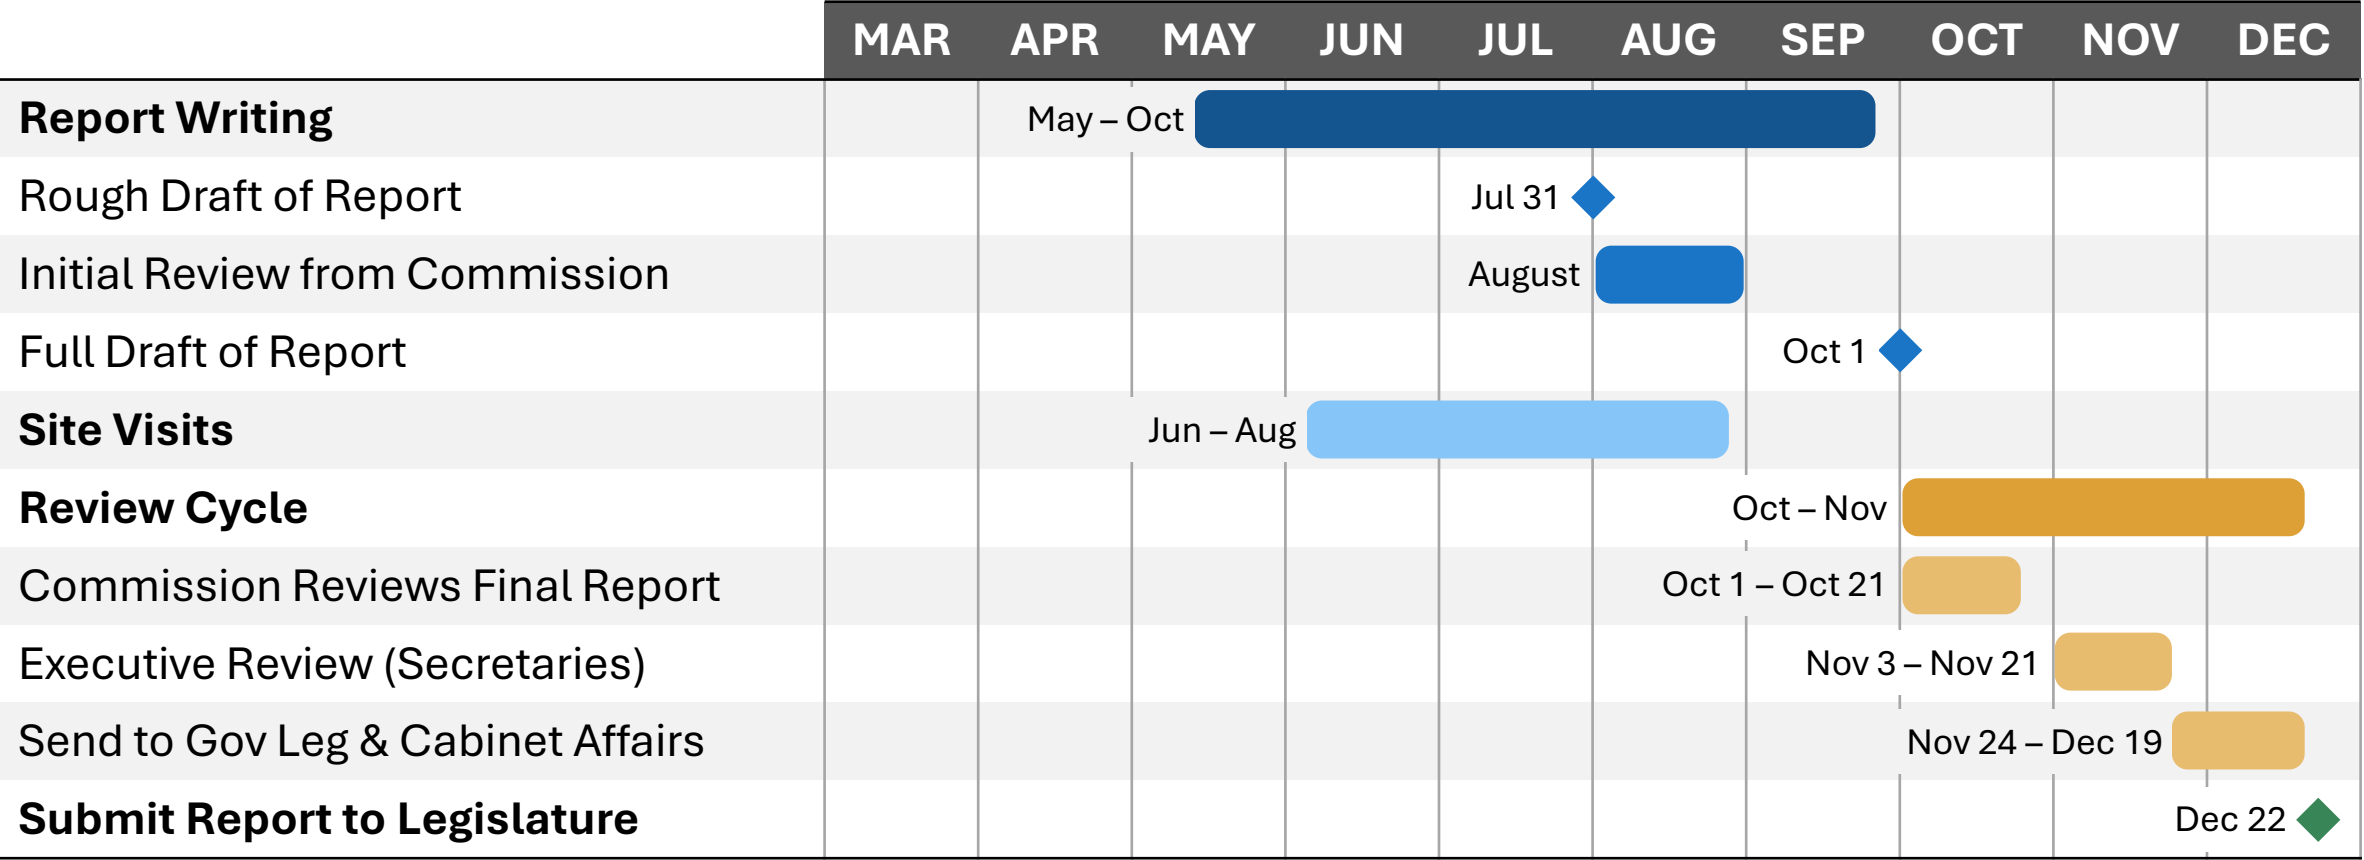 MAR APR MAY JUN JUL AUG SEP OCT NOV DEC
Report Writing May – Oct
Rough Draft of Report Jul 31
Initial Review from Commission August
Full Draft of Report Oct 1
Site Visits Jun – Aug
Review Cycle Oct – Nov
Commission Reviews Final Report Oct 1 – Oct 21
Executive Review (Secretaries) Nov 3 – Nov 21
Send to Gov Leg & Cabinet Affairs Nov 24 – Dec 19
Submit Report to Legislature Dec 22